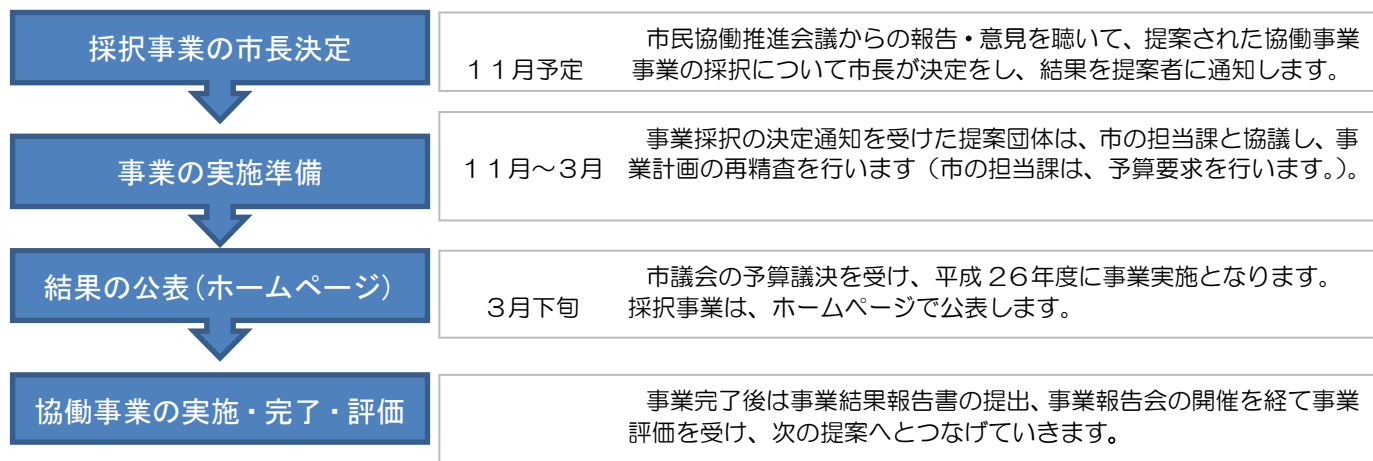 採択事業の市長決定
市民協働推進会議からの報告・意見を聴いて、提案された協働事業
11月予定 事業の採択について市長が決定をし、結果を提案者に通知します。
事業の実施準備
事業採択の決定通知を受けた提案団体は、市の担当課と協議し、事
11月～3月 業計画の再精査を行います（市の担当課は、予算要求を行います。）。
結果の公表（ホームページ）
市議会の予算議決を受け、平成26年度に事業実施となります。
3月下旬 採択事業は、ホームページで公表します。
協働事業の実施・完了・評価
事業完了後は事業結果報告書の提出、事業報告会の開催を経て事業
評価を受け、次の提案へとつなげていきます。